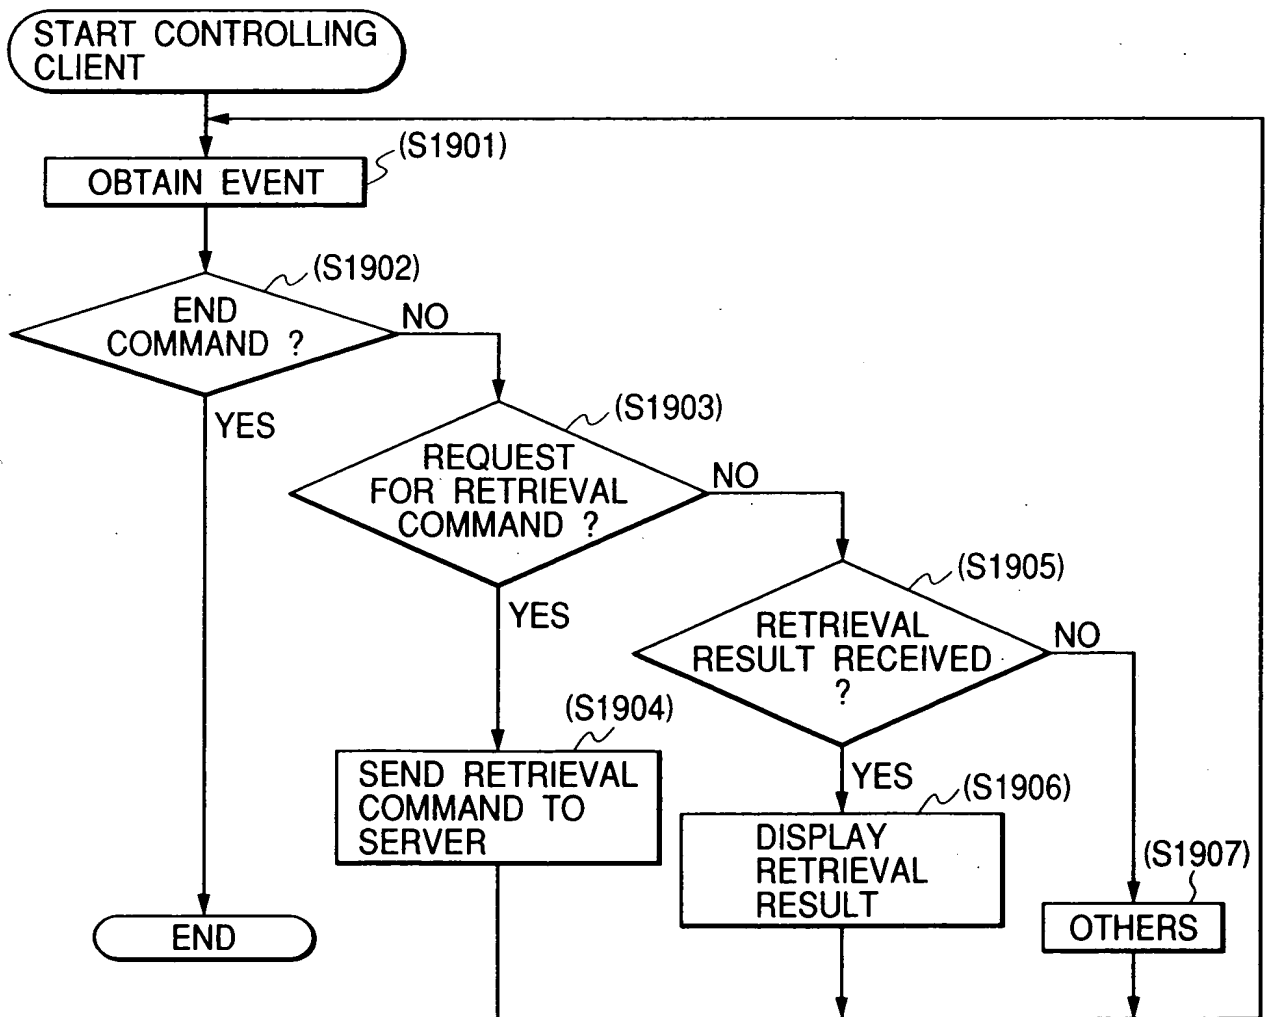 START CONTROLLING
CLIENT
(S1901)
OBTAIN EVENT
(S1902)
END
COMMAND ?
NO
YES
(S1903)
REQUEST
FOR RETRIEVAL
COMMAND ?
NO
YES
(S1905)
RETRIEVAL
RESULT RECEIVED
?
NO
YES
(S1904)
SEND RETRIEVAL
COMMAND TO
SERVER
(S1906)
DISPLAY
RETRIEVAL
RESULT
(S1907)
OTHERS
END